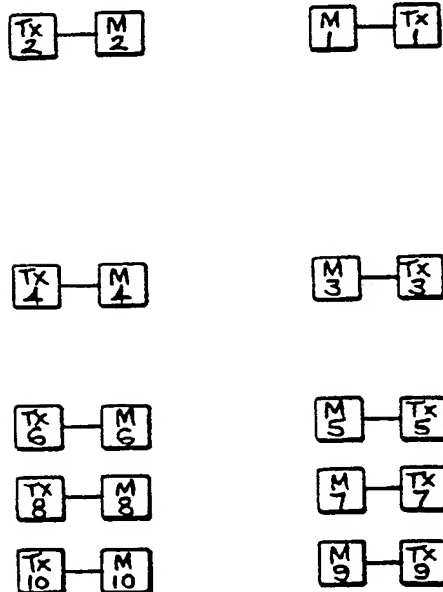 Tx 2 M 2 M 1 Tx 1
Tx 4 M 4 M 3 Tx 3
Tx 6 M 6 M 5 Tx 5
Tx 8 M 8 M 7 Tx 7
Tx 10 M 10 M 9 Tx 9